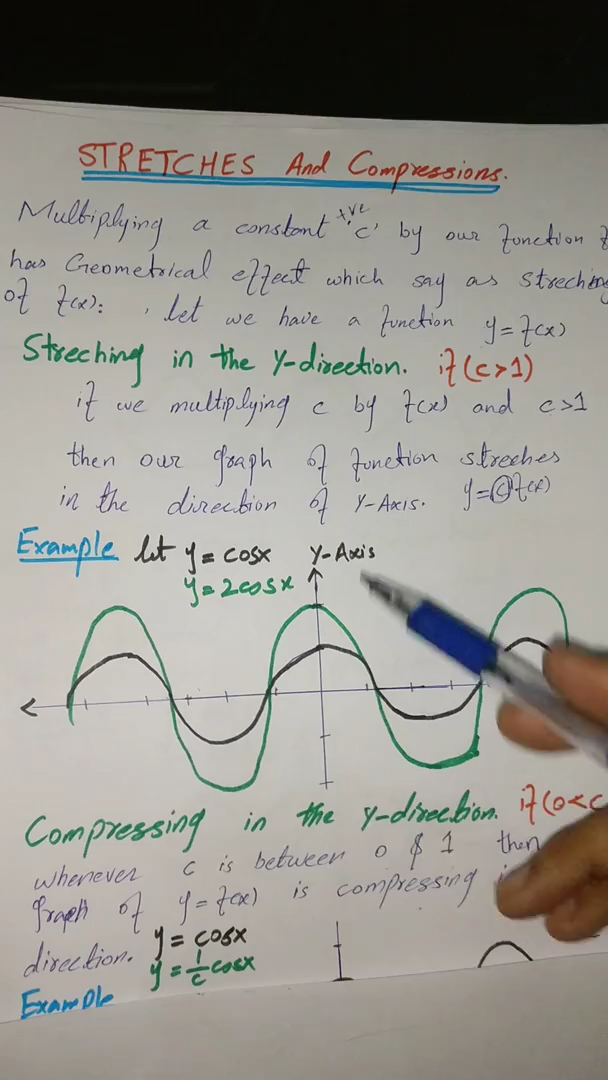 STRETCHES And Compressions.
Multiplying a constant +ve 'c' by our function f
has Geometrical effect which say as streching
of f(x). let we have a function y=f(x)
Streching in the Y-direction. if (c>1)
if we multiplying c by f(x) and c>1
then our graph of function streches
in the direction of Y-Axis. y=cf(x)
Example let y=cosx Y-Axis
y=2cosx
Compressing in the Y-direction. if (0<c
whenever c is between 0 & 1 then
graph of y=f(x) is compressing
direction. y=cosx
y=1/c cosx
Example